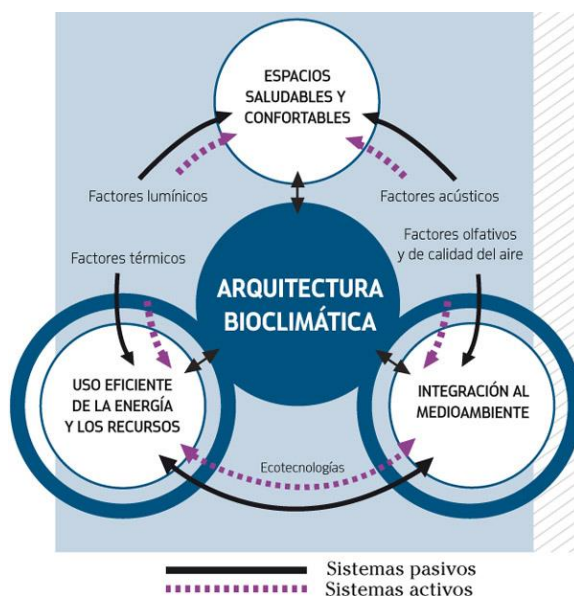 ESPACIOS
SALUDABLES Y
CONFORTABLES
Factores lumínicos
Factores acústicos
Factores térmicos
Factores olfativos
y de calidad del aire
ARQUITECTURA
BIOCLIMÁTICA
USO EFICIENTE
DE LA ENERGÍA
Y LOS RECURSOS
INTEGRACIÓN AL
MEDIOAMBIENTE
Ecotecnologías
Sistemas pasivos
Sistemas activos